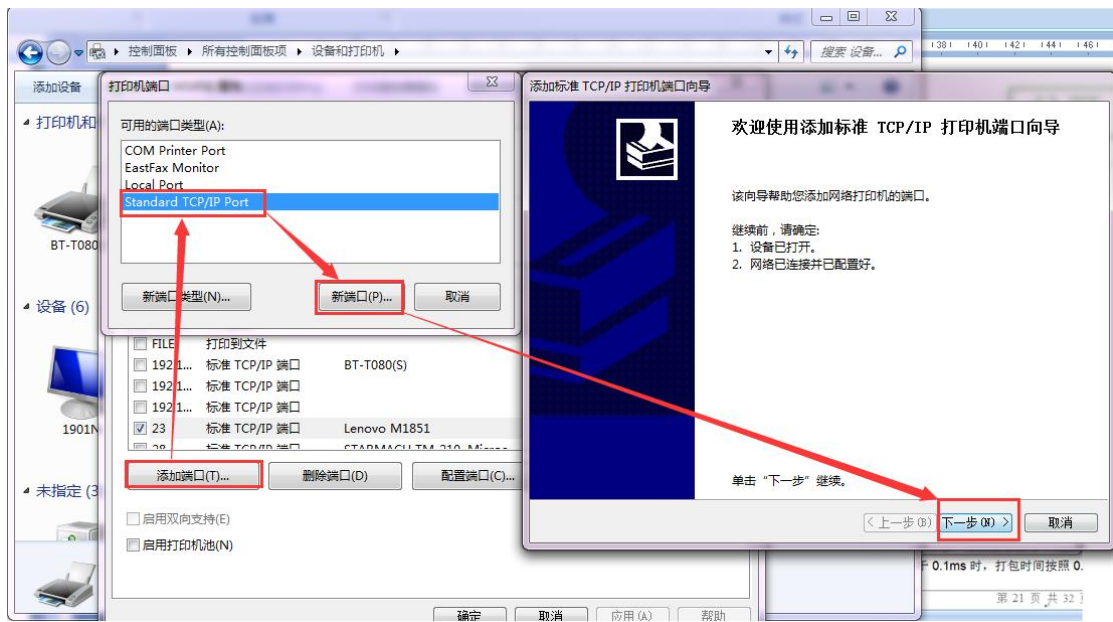 控制面板 ▸ 所有控制面板项 ▸ 设备和打印机 ▸
搜索 设备...
138 140 142 144 146
添加设备
打印机和
BT-T080
设备 (6)
1901N
未指定 (3
打印机端口
可用的端口类型(A):
COM Printer Port
EastFax Monitor
Local Port
Standard TCP/IP Port
新端口类型(N)...
新端口(P)...
取消
FILE: 打印到文件
192.1... 标准 TCP/IP 端口 BT-T080(S)
192.1... 标准 TCP/IP 端口
192.1... 标准 TCP/IP 端口
23 标准 TCP/IP 端口 Lenovo M1851
添加端口(T)...
删除端口(D)
配置端口(C)...
启用双向支持(E)
启用打印机池(N)
确定
取消
应用(A)
帮助
添加标准 TCP/IP 打印机端口向导
欢迎使用添加标准 TCP/IP 打印机端口向导
该向导帮助您添加网络打印机的端口。
继续前，请确定:
1. 设备已打开。
2. 网络已连接并已配置好。
单击“下一步”继续。
< 上一步(B)
下一步(N) >
取消
于 0.1ms 时，打包时间按照 0.
第 21 页 共 32